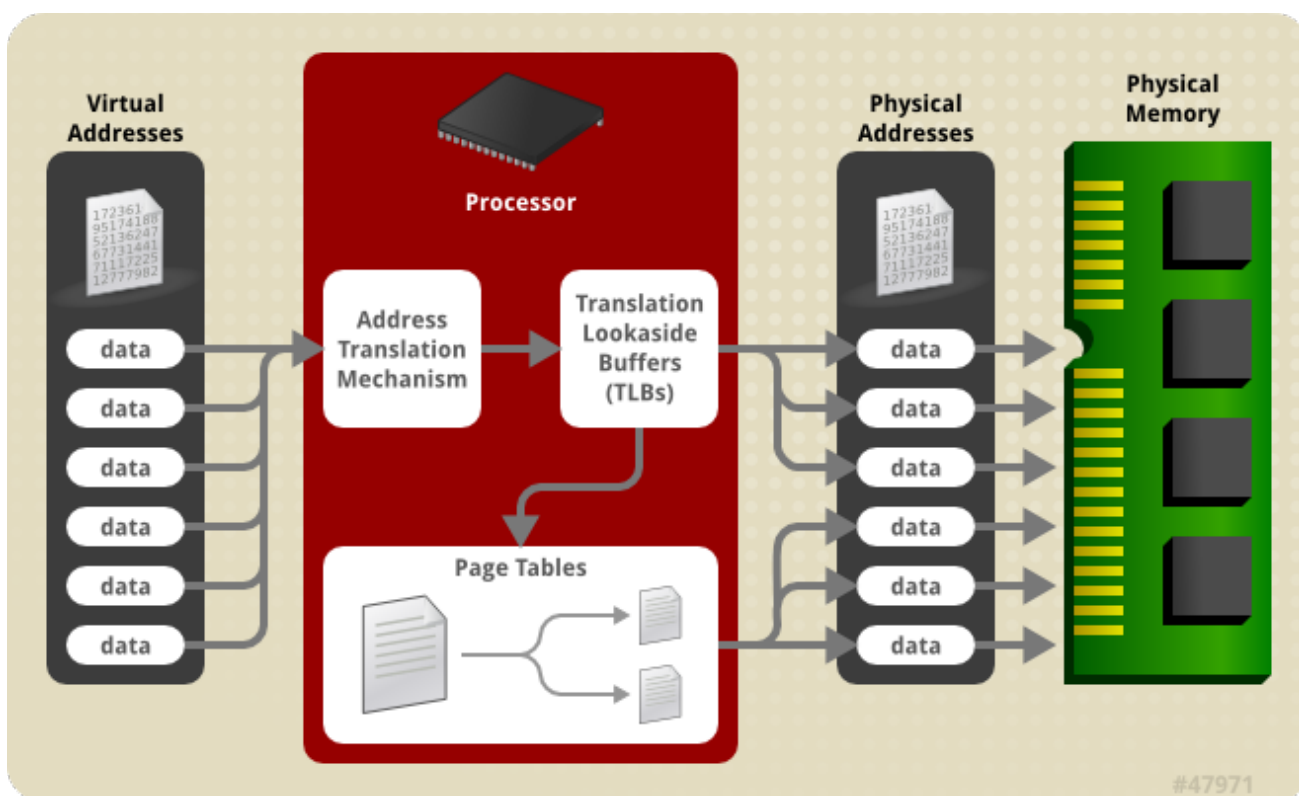 Virtual
Addresses
172361
95174188
52136247
67731441
71117225
12777982
data
data
data
data
data
data
Processor
Address
Translation
Mechanism
Translation
Lookaside
Buffers
(TLBs)
Page Tables
Physical
Addresses
172361
95174188
52136247
67731441
71117225
12777982
data
data
data
data
data
data
Physical
Memory
#47971